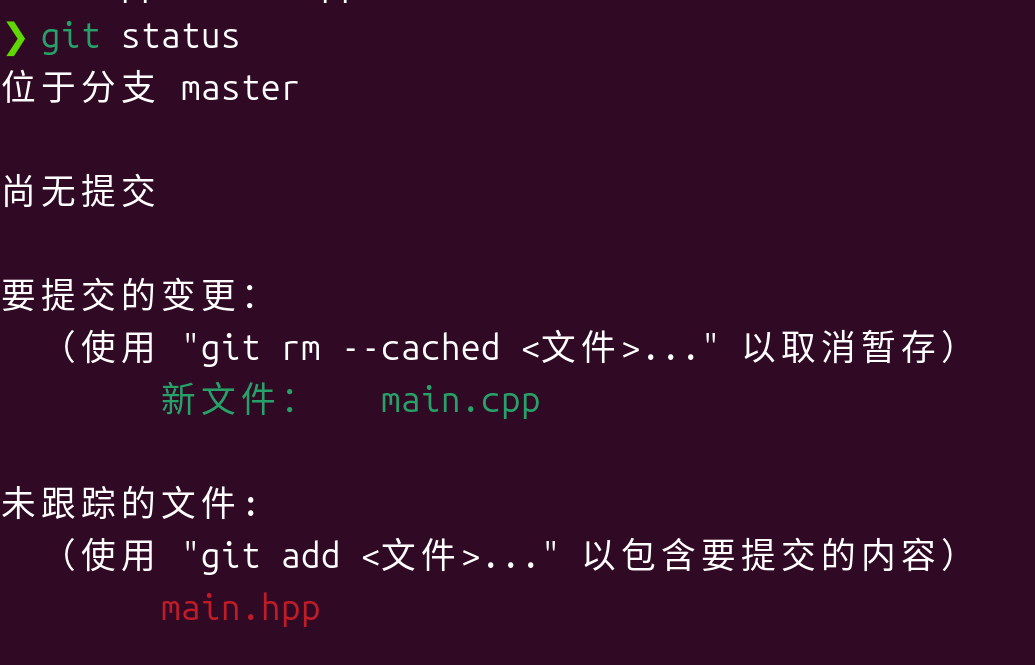 ❯ git status
位于分支 master
尚无提交
要提交的变更：
（使用 "git rm --cached <文件>..." 以取消暂存）
新文件： main.cpp
未跟踪的文件:
（使用 "git add <文件>..." 以包含要提交的内容）
main.hpp